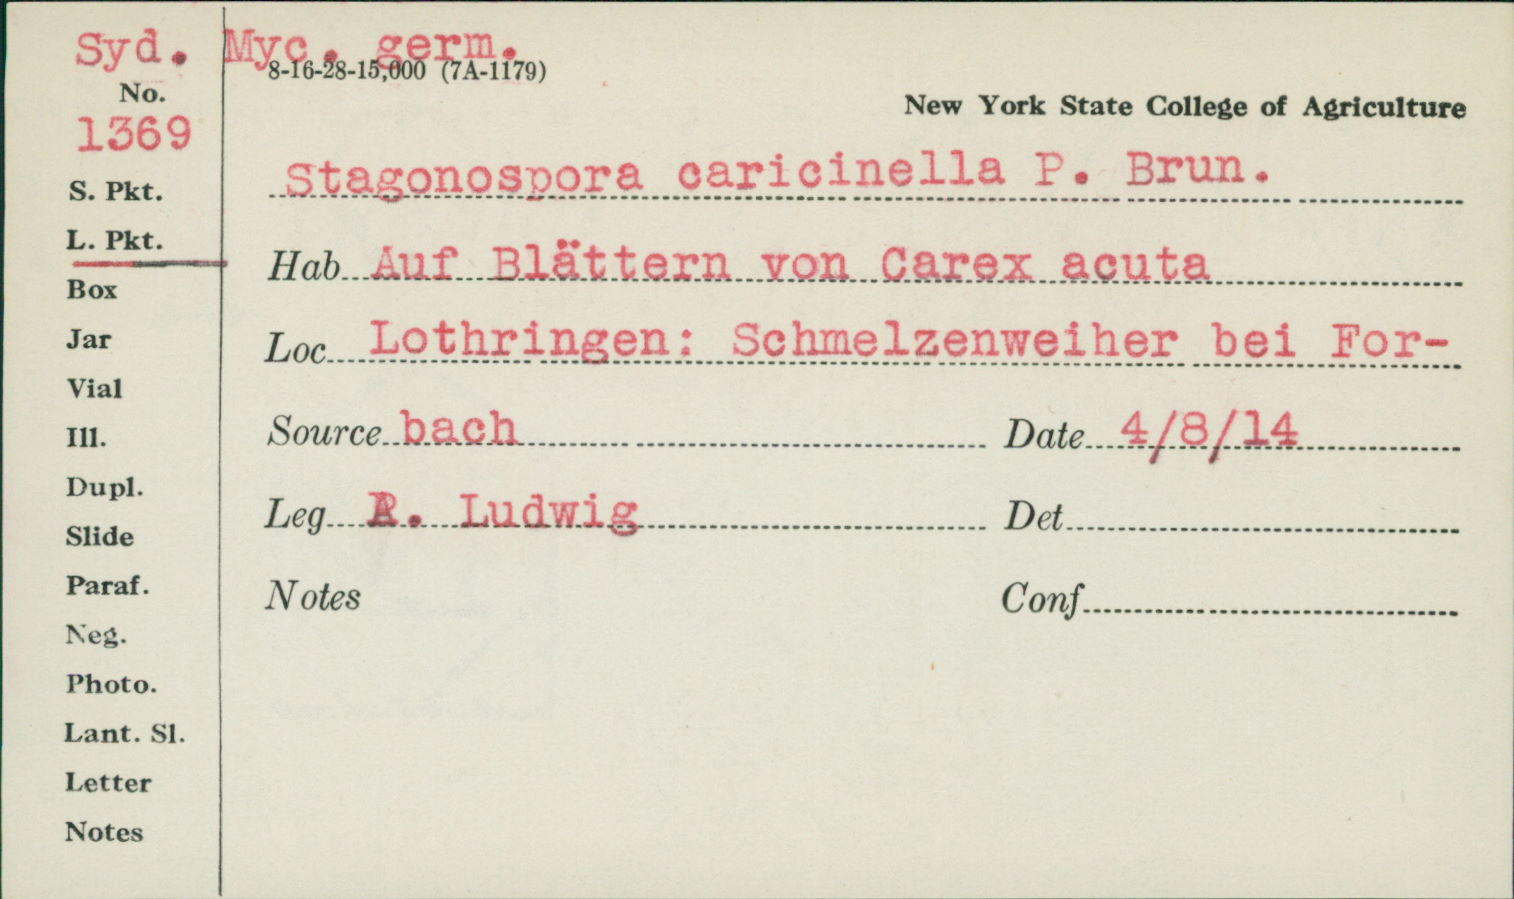 Syd. Myc. germ.
8-16-28-15,000 (7A-1179)
No.
New York State College of Agriculture
1369
Stagonospora caricinella P. Brun.
S. Pkt.
L. Pkt.
Hab Auf Blättern von Carex acuta
Box
Jar
Loc Lothringen: Schmelzenweiher bei For-
Vial
Ill.
Source bach Date 4/8/14
Dupl.
Slide
Leg R. Ludwig Det
Paraf.
Notes Conf
Neg.
Photo.
Lant. Sl.
Letter
Notes